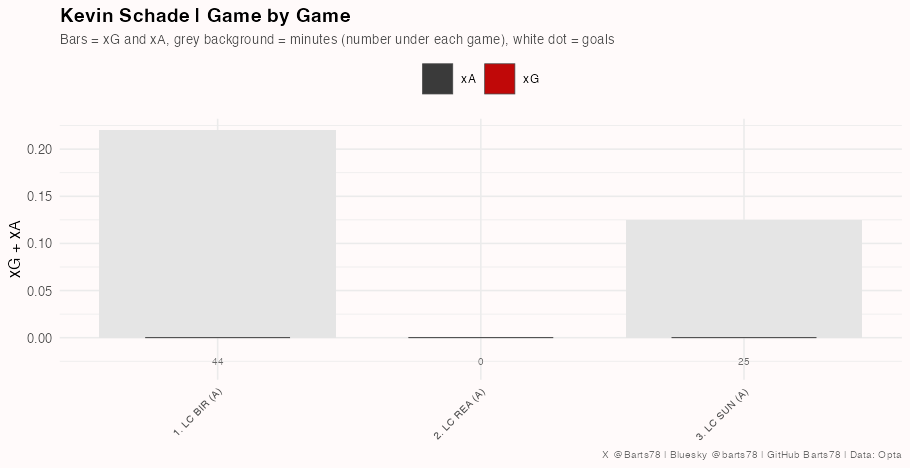 Kevin Schade | Game by Game
Bars = xG and xA, grey background = minutes (number under each game), white dot = goals
xA xG
xG + xA
0.20
0.15
0.10
0.05
0.00
44 0 25
1. LC BIR (A) 2. LC REA (A) 3. LC SUN (A)
X @Barts78 | Bluesky @barts78 | GitHub Barts78 | Data: Opta